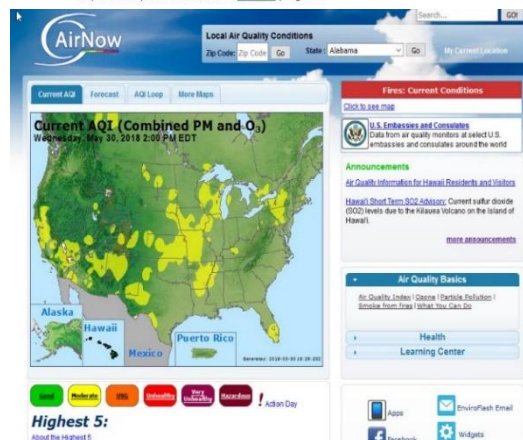 Search...
GO!
AirNow
Local Air Quality Conditions
Zip Code: Zip Code Go State: Alabama Go My Current Location
Current AQI Forecast AQI Loop More Maps
Current AQI (Combined PM and O3)
Wednesday, May 30, 2018 2:00 PM EDT
Alaska
Hawaii
Mexico
Puerto Rico
Good Moderate USG Unhealthy Very Unhealthy Hazardous ! Action Day
Highest 5:
About the Highest 5
Fires: Current Conditions
Click to see map
U.S. Embassies and Consulates
Data from air quality monitors at select U.S.
embassies and consulates around the world
Announcements
Air Quality Information for Hawaii Residents and Visitors
Hawai'i Short Term SO2 Advisory: Current sulfur dioxide
(SO2) levels due to the Kilauea Volcano on the Island of
Hawai'i.
more announcements
Air Quality Basics
Air Quality Index | Ozone | Particle Pollution |
Smoke from fires | What You Can Do
Health
Learning Center
Apps
EnviroFlash Email
Facebook
Widgets